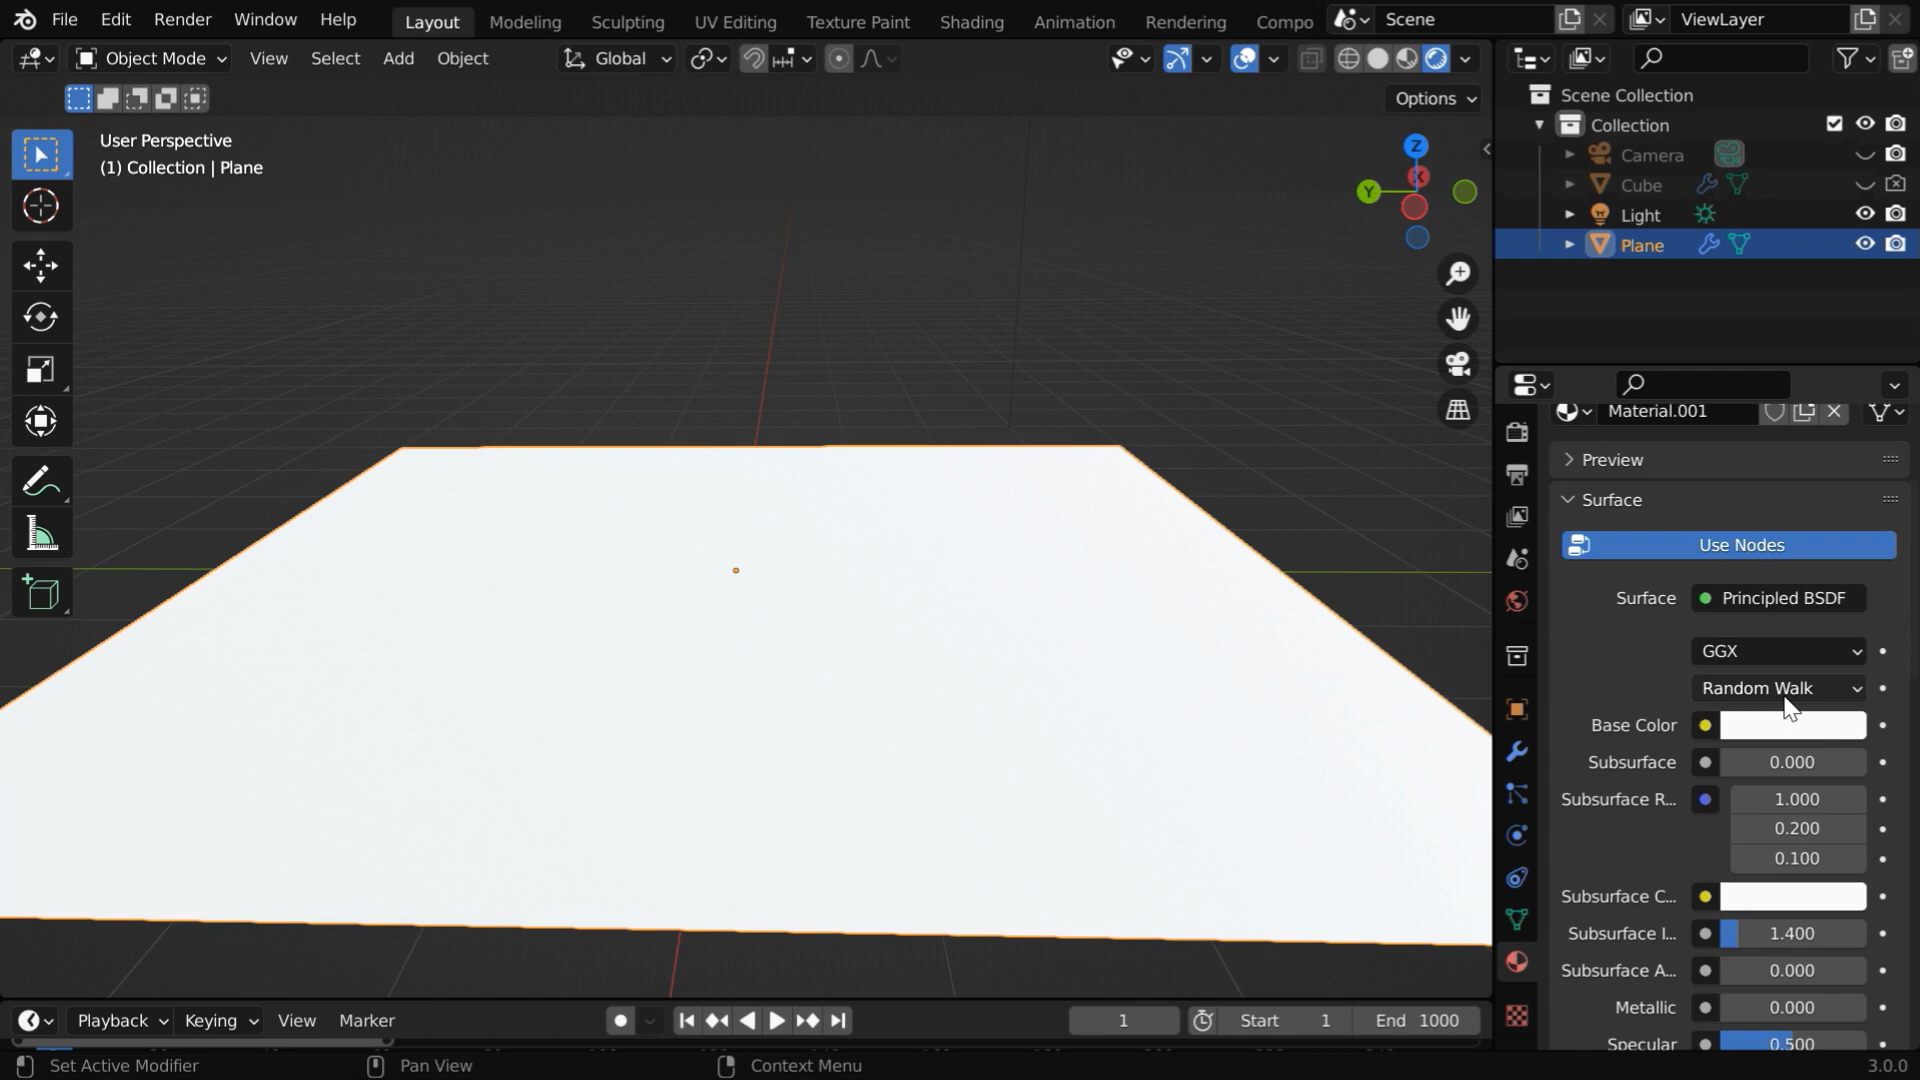 File Edit Render Window Help Layout Modeling Sculpting UV Editing Texture Paint Shading Animation Rendering Compo Scene ViewLayer
Object Mode View Select Add Object Global
Options
User Perspective
(1) Collection | Plane
Z
X
Y
Scene Collection
Collection
Camera
Cube
Light
Plane
Material.001
Preview
Surface
Use Nodes
Surface Principled BSDF
GGX
Random Walk
Base Color
Subsurface 0.000
Subsurface R... 1.000
0.200
0.100
Subsurface C...
Subsurface I... 1.400
Subsurface A... 0.000
Metallic 0.000
Specular 0.500
Playback Keying View Marker 1 Start 1 End 1000
Set Active Modifier Pan View Context Menu 3.0.0